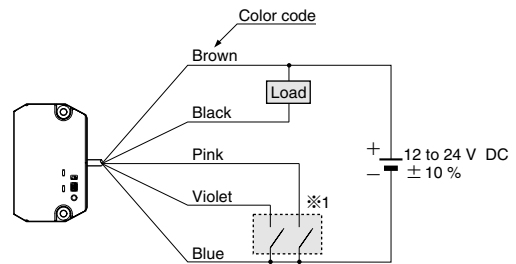 Color code
Brown
Load
Black
Pink
+ 12 to 24 V DC
− ± 10 %
Violet
※1
Blue